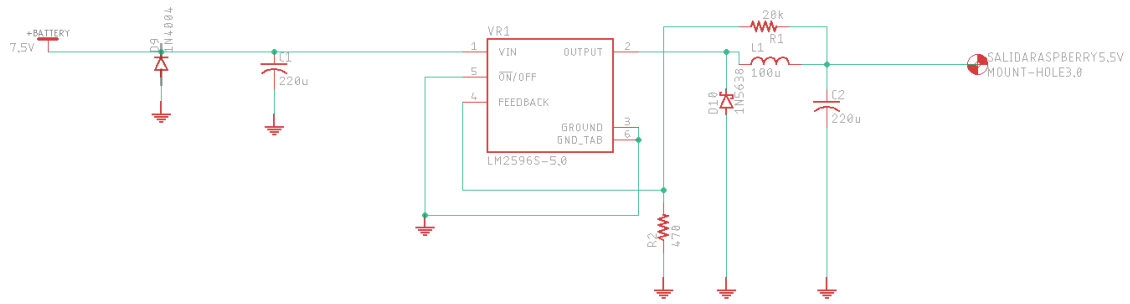 +BATTERY
7.5V
D9
1N4004
C1
220u
VR1
1
VIN
OUTPUT
2
5
ON/OFF
4
FEEDBACK
GROUND
3
GND_TAB
6
LM2596S-5.0
20k
R1
L1
100u
D10
1N5638
C2
220u
R2
470
SALIDARASPBERRY5,5V
MOUNT-HOLE3.0